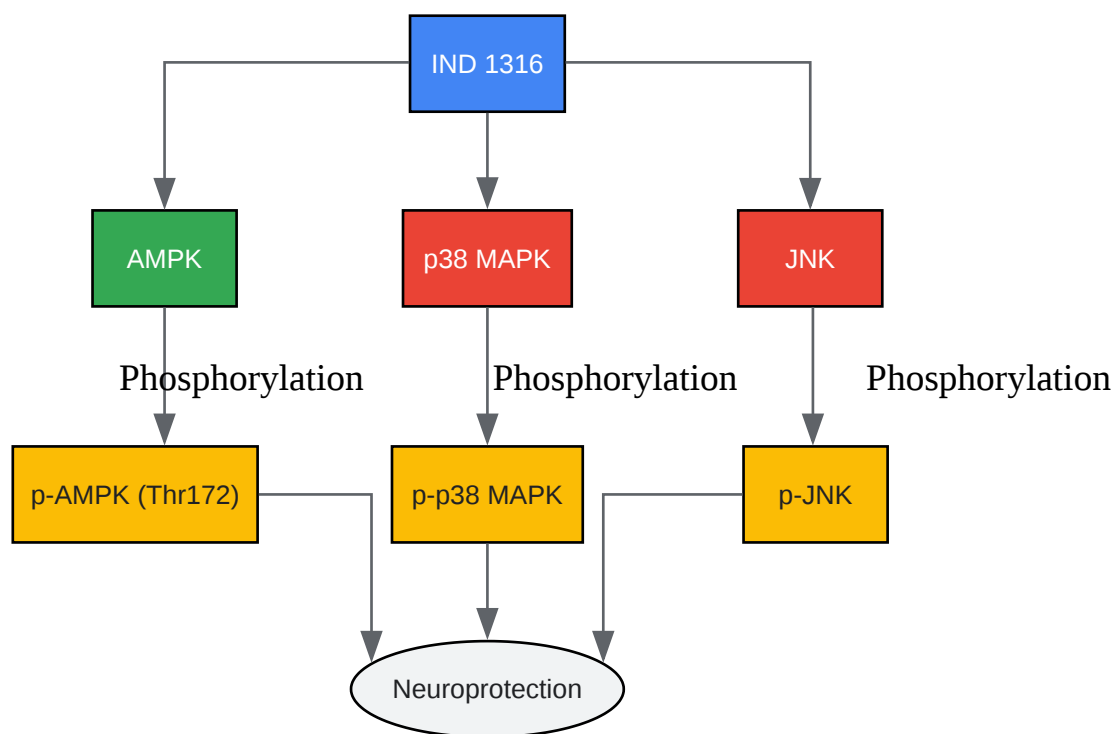 IND 1316
AMPK
p38 MAPK
JNK
Phosphorylation
Phosphorylation
Phosphorylation
p-AMPK (Thr172)
p-p38 MAPK
p-JNK
Neuroprotection